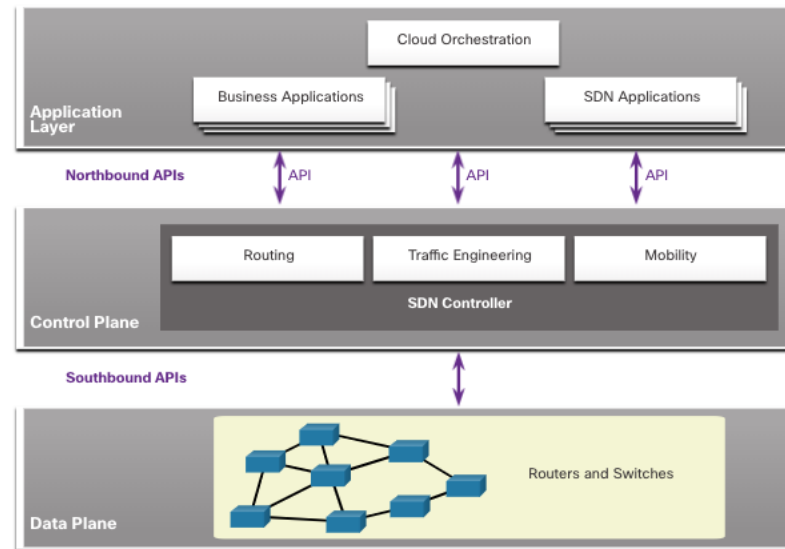 Cloud Orchestration
Business Applications
SDN Applications
Application
Layer
Northbound APIs
API
API
API
Routing
Traffic Engineering
Mobility
SDN Controller
Control Plane
Southbound APIs
Routers and Switches
Data Plane